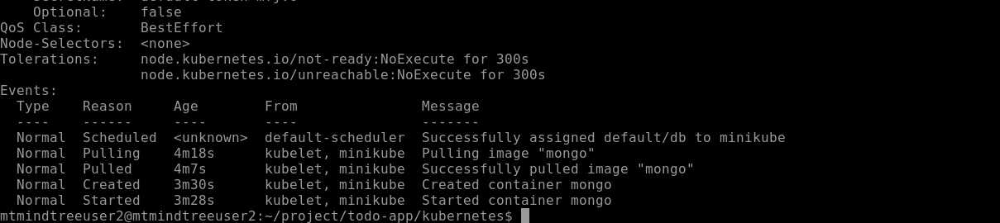 Optional:    false
QoS Class:       BestEffort
Node-Selectors:  <none>
Tolerations:     node.kubernetes.io/not-ready:NoExecute for 300s
                 node.kubernetes.io/unreachable:NoExecute for 300s
Events:
  Type    Reason     Age        From               Message
  ----    ------     ----       ----               -------
  Normal  Scheduled  <unknown>  default-scheduler  Successfully assigned default/db to minikube
  Normal  Pulling    4m18s      kubelet, minikube  Pulling image "mongo"
  Normal  Pulled     4m7s       kubelet, minikube  Successfully pulled image "mongo"
  Normal  Created    3m30s      kubelet, minikube  Created container mongo
  Normal  Started    3m28s      kubelet, minikube  Started container mongo
mtmindtreeuser2@mtmindtreeuser2:~/project/todo-app/kubernetes$